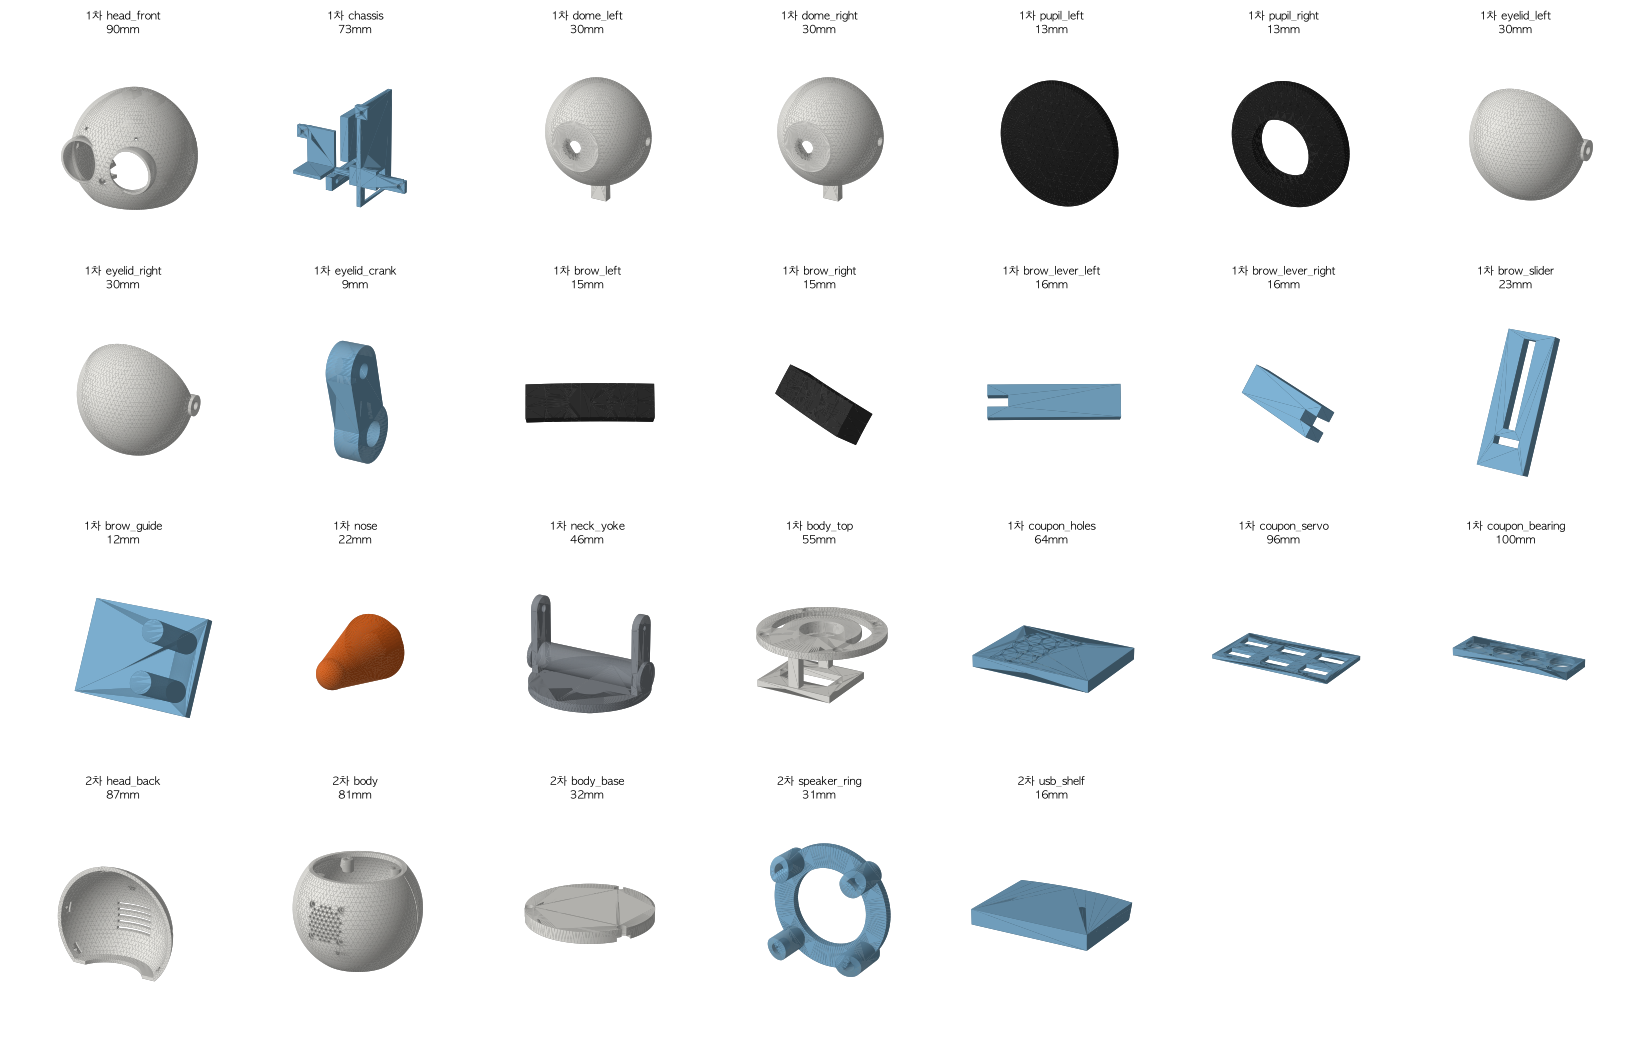 1차 head_front
90mm
1차 chassis
73mm
1차 dome_left
30mm
1차 dome_right
30mm
1차 pupil_left
13mm
1차 pupil_right
13mm
1차 eyelid_left
30mm
1차 eyelid_right
30mm
1차 eyelid_crank
9mm
1차 brow_left
15mm
1차 brow_right
15mm
1차 brow_lever_left
16mm
1차 brow_lever_right
16mm
1차 brow_slider
23mm
1차 brow_guide
12mm
1차 nose
22mm
1차 neck_yoke
46mm
1차 body_top
55mm
1차 coupon_holes
64mm
1차 coupon_servo
96mm
1차 coupon_bearing
100mm
2차 head_back
87mm
2차 body
81mm
2차 body_base
32mm
2차 speaker_ring
31mm
2차 usb_shelf
16mm